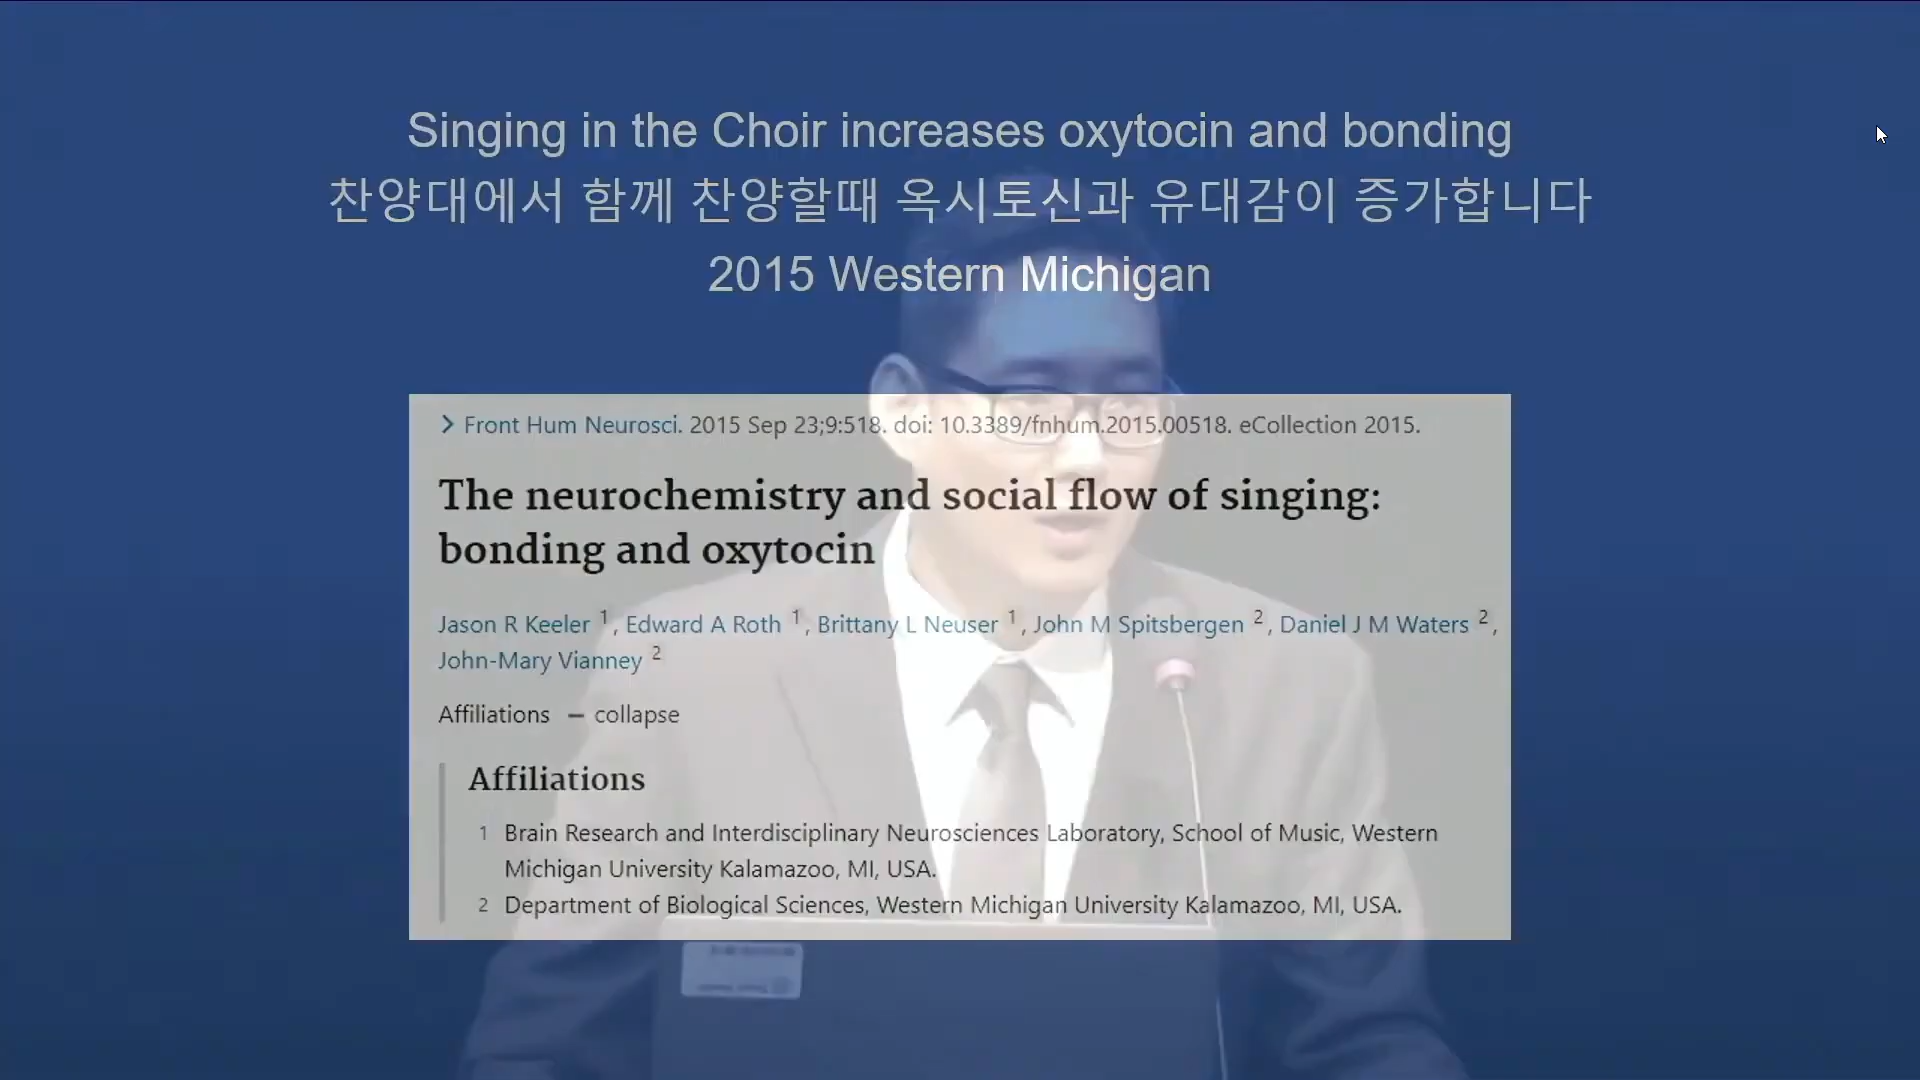 Singing in the Choir increases oxytocin and bonding
찬양대에서 함께 찬양할때 옥시토신과 유대감이 증가합니다
2015 Western Michigan
Front Hum Neurosci. 2015 Sep 23;9:518. doi: 10.3389/fnhum.2015.00518. eCollection 2015.
The neurochemistry and social flow of singing:
bonding and oxytocin
Jason R Keeler 1, Edward A Roth 1, Brittany L Neuser 1, John M Spitsbergen 2, Daniel J M Waters 2,
John-Mary Vianney 2
Affiliations – collapse
Affiliations
1 Brain Research and Interdisciplinary Neurosciences Laboratory, School of Music, Western
Michigan University Kalamazoo, MI, USA.
2 Department of Biological Sciences, Western Michigan University Kalamazoo, MI, USA.